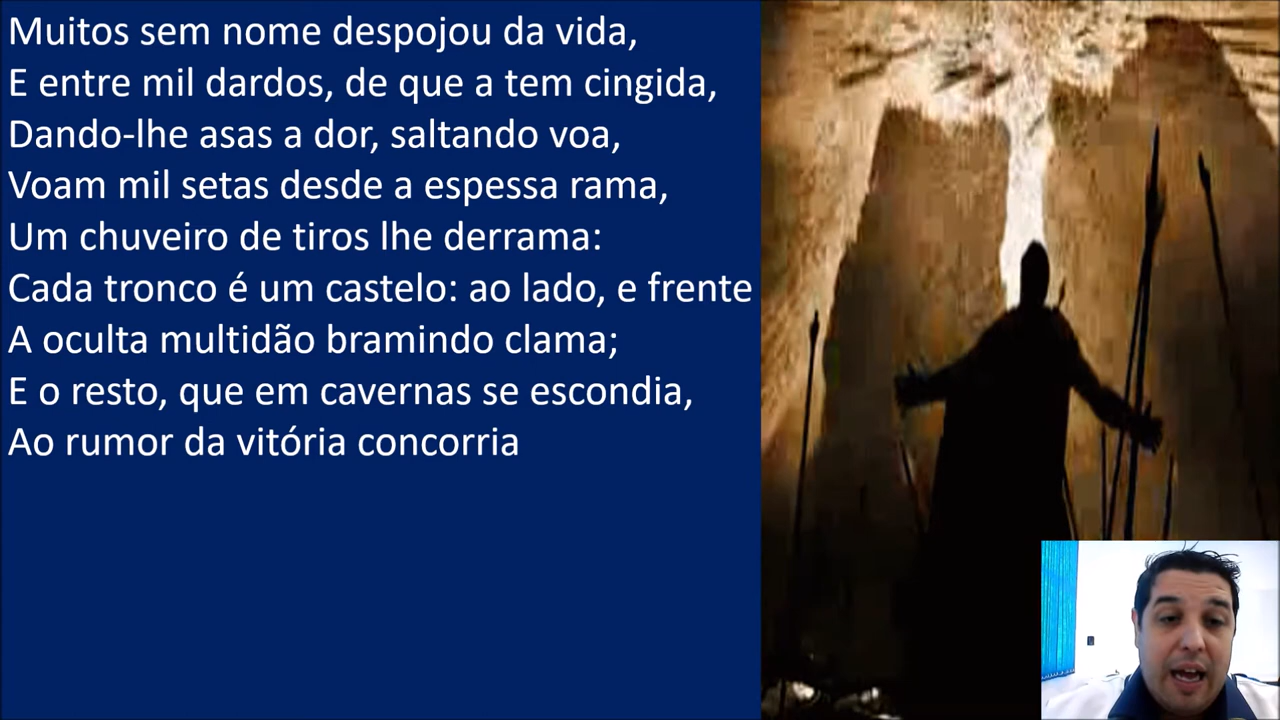 Muitos sem nome despojou da vida,
E entre mil dardos, de que a tem cingida,
Dando-lhe asas a dor, saltando voa,
Voam mil setas desde a espessa rama,
Um chuveiro de tiros lhe derrama:
Cada tronco é um castelo: ao lado, e frente
A oculta multidão bramindo clama;
E o resto, que em cavernas se escondia,
Ao rumor da vitória concorria